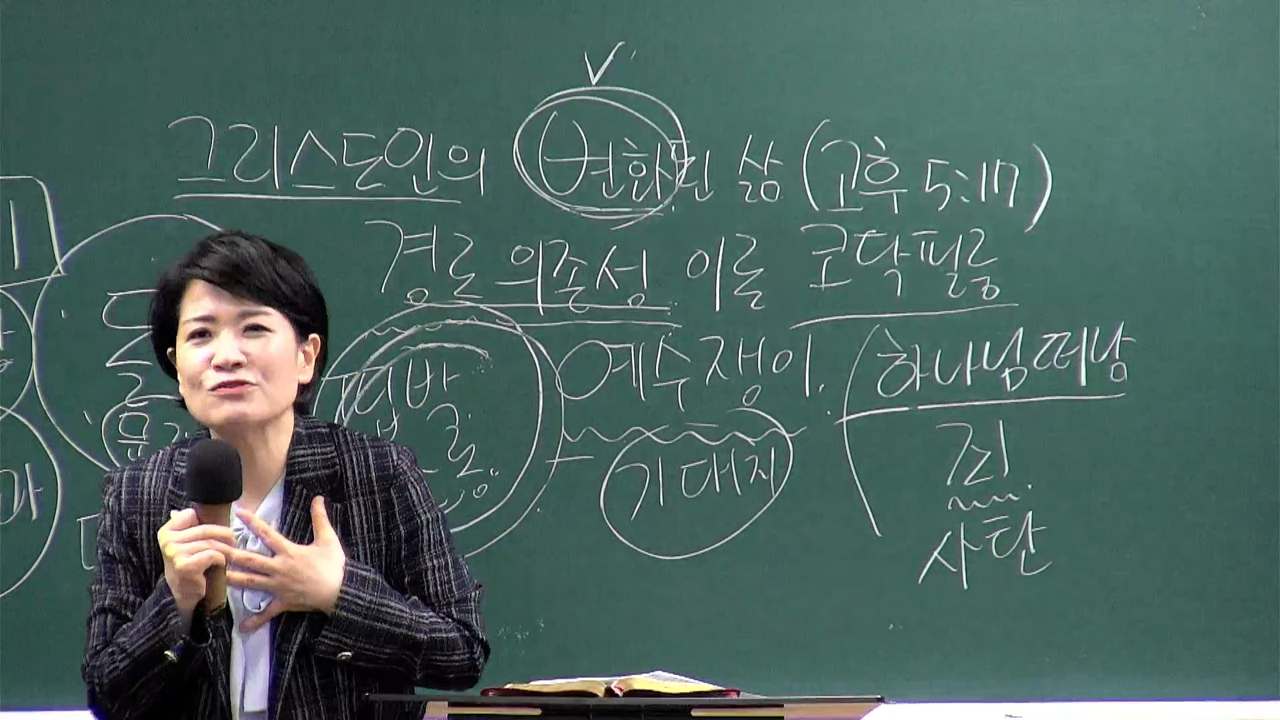 그리스도인의 변화된 삶 (고후 5:17)
경로 의존성 이론 코닥필름
예수쟁이. 하나님떠남
기대치
죄.
사탄